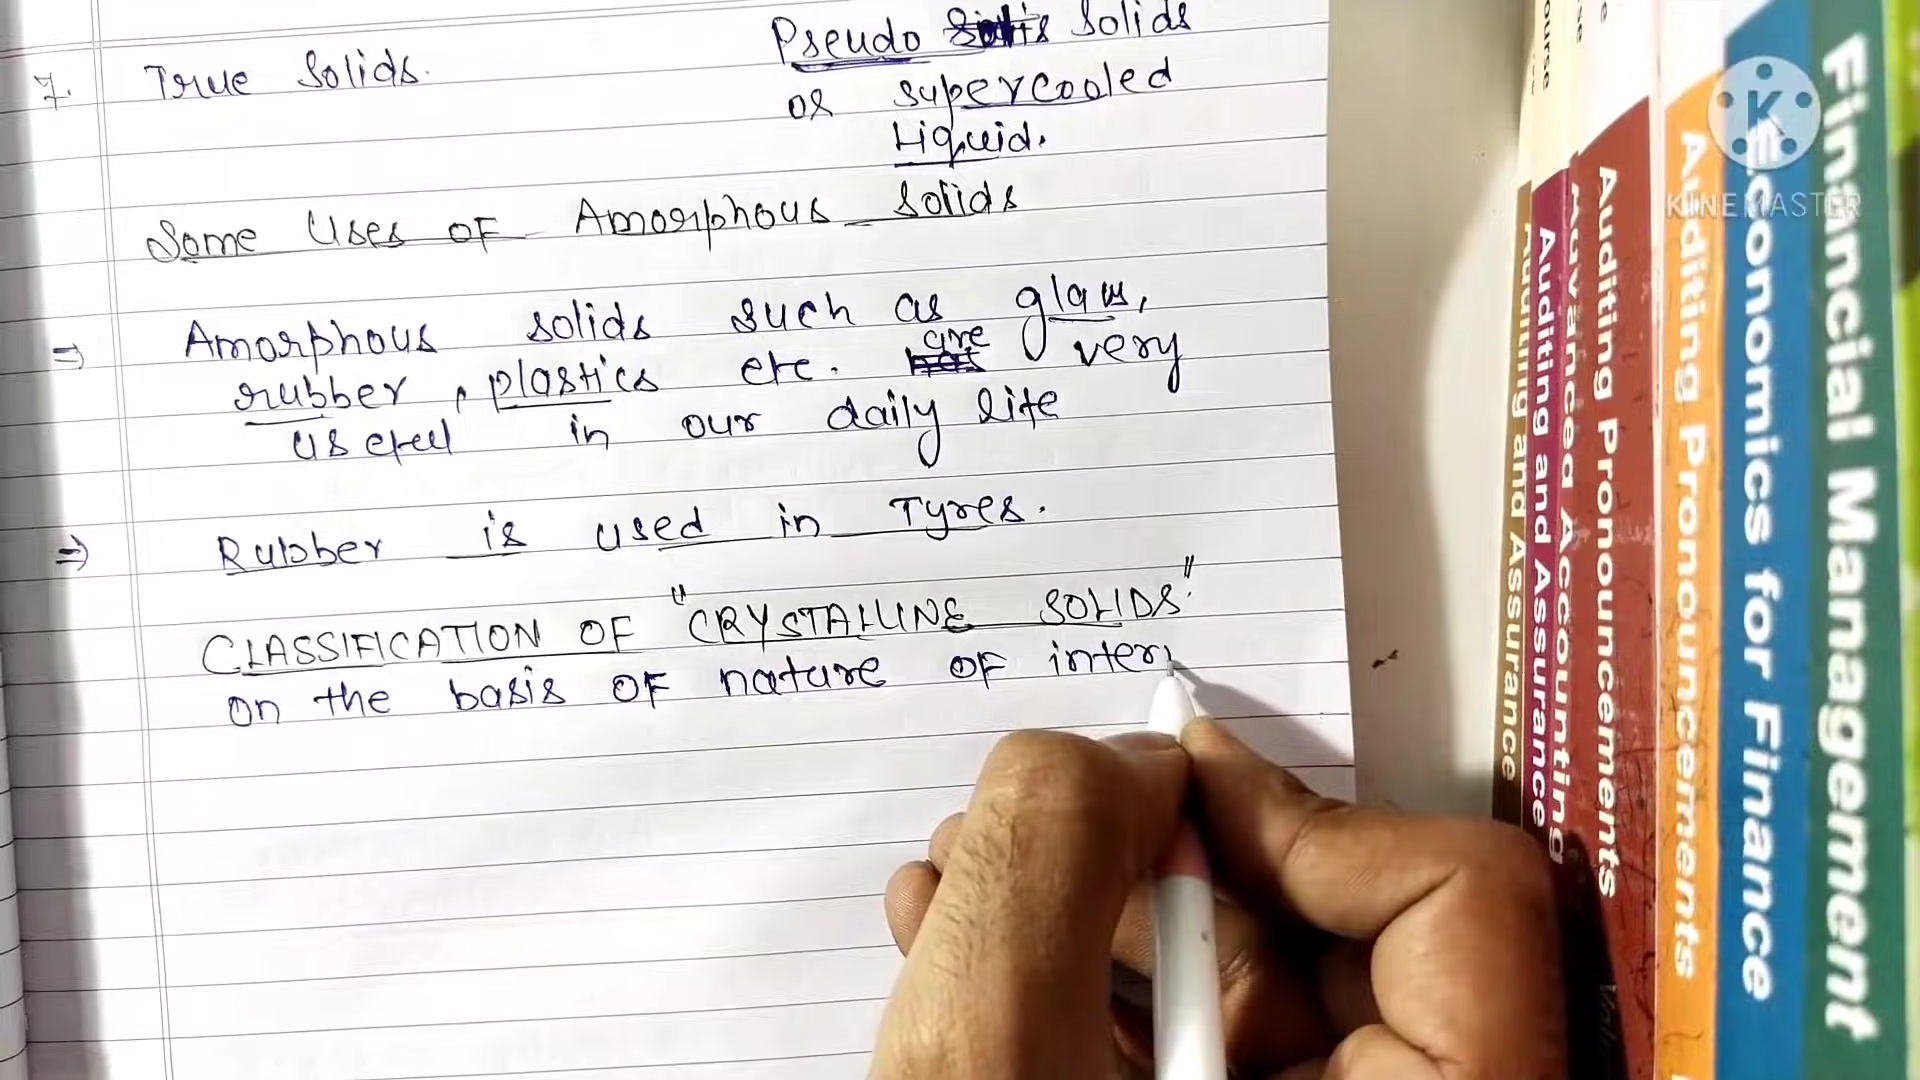 7. True Solids.
Pseudo Solids
or supercooled
Liquid.
Some Uses OF Amorphous Solids
⇒ Amorphous solids such as glass,
rubber, plastics etc. are very
useful in our daily life
⇒ Rubber is used in Tyres.
CLASSIFICATION OF "CRYSTALLINE SOLIDS".
on the basis OF nature OF inter
KINEMASTER
Financial Management
Economics for Finance
Auditing Pronouncements
Auditing Pronouncements
Advanced Accounting
Auditing and Assurance
Auditing and Assurance
ourse